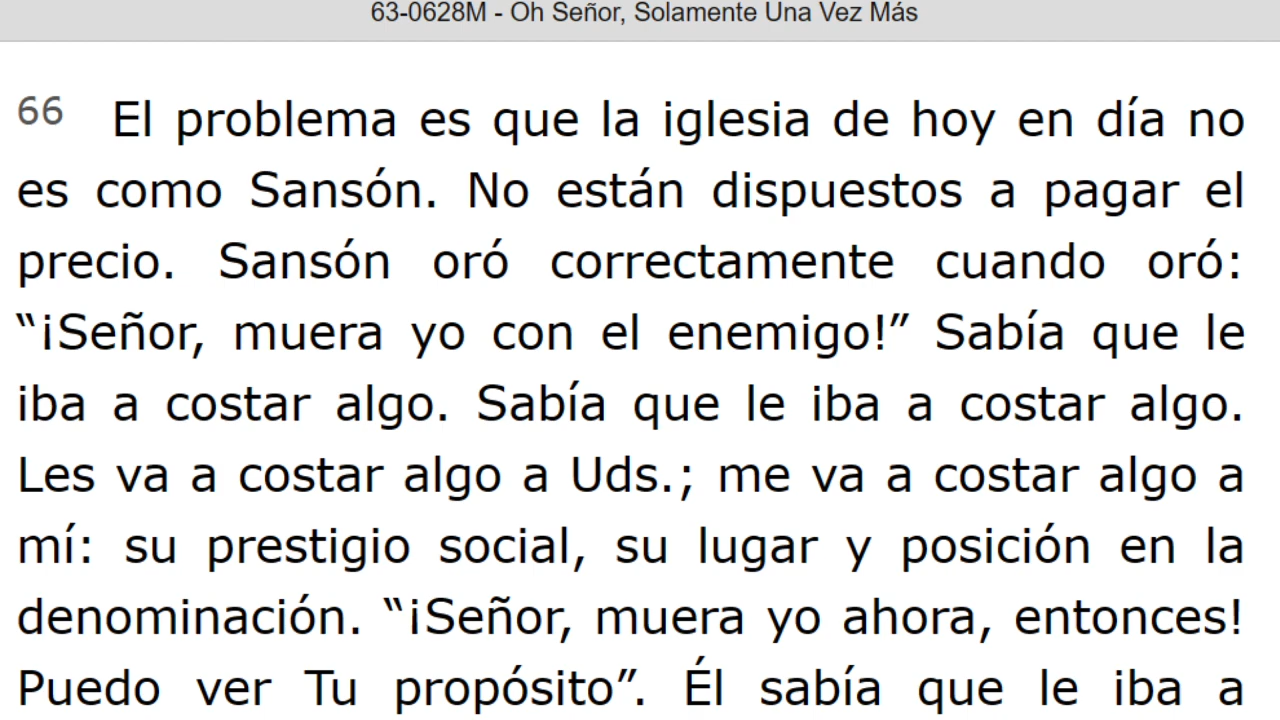 63-0628M - Oh Señor, Solamente Una Vez Más
66 El problema es que la iglesia de hoy en día no
es como Sansón. No están dispuestos a pagar el
precio. Sansón oró correctamente cuando oró:
“¡Señor, muera yo con el enemigo!” Sabía que le
iba a costar algo. Sabía que le iba a costar algo.
Les va a costar algo a Uds.; me va a costar algo a
mí: su prestigio social, su lugar y posición en la
denominación. “¡Señor, muera yo ahora, entonces!
Puedo ver Tu propósito”. Él sabía que le iba a